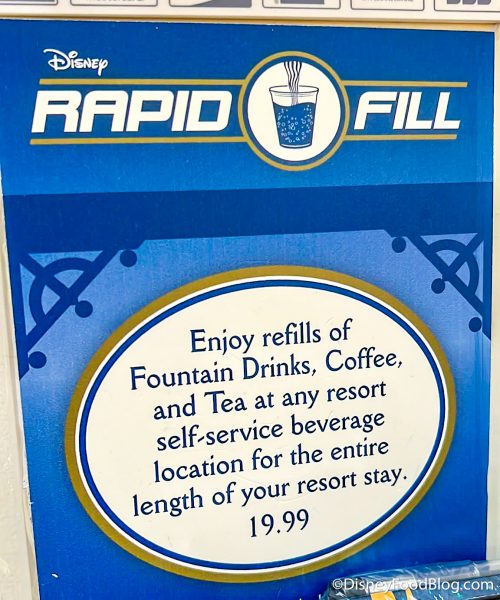 Disney
RAPID FILL
Enjoy refills of
Fountain Drinks, Coffee,
and Tea at any resort
self-service beverage
location for the entire
length of your resort stay.
19.99
©DisneyFoodBlog.com